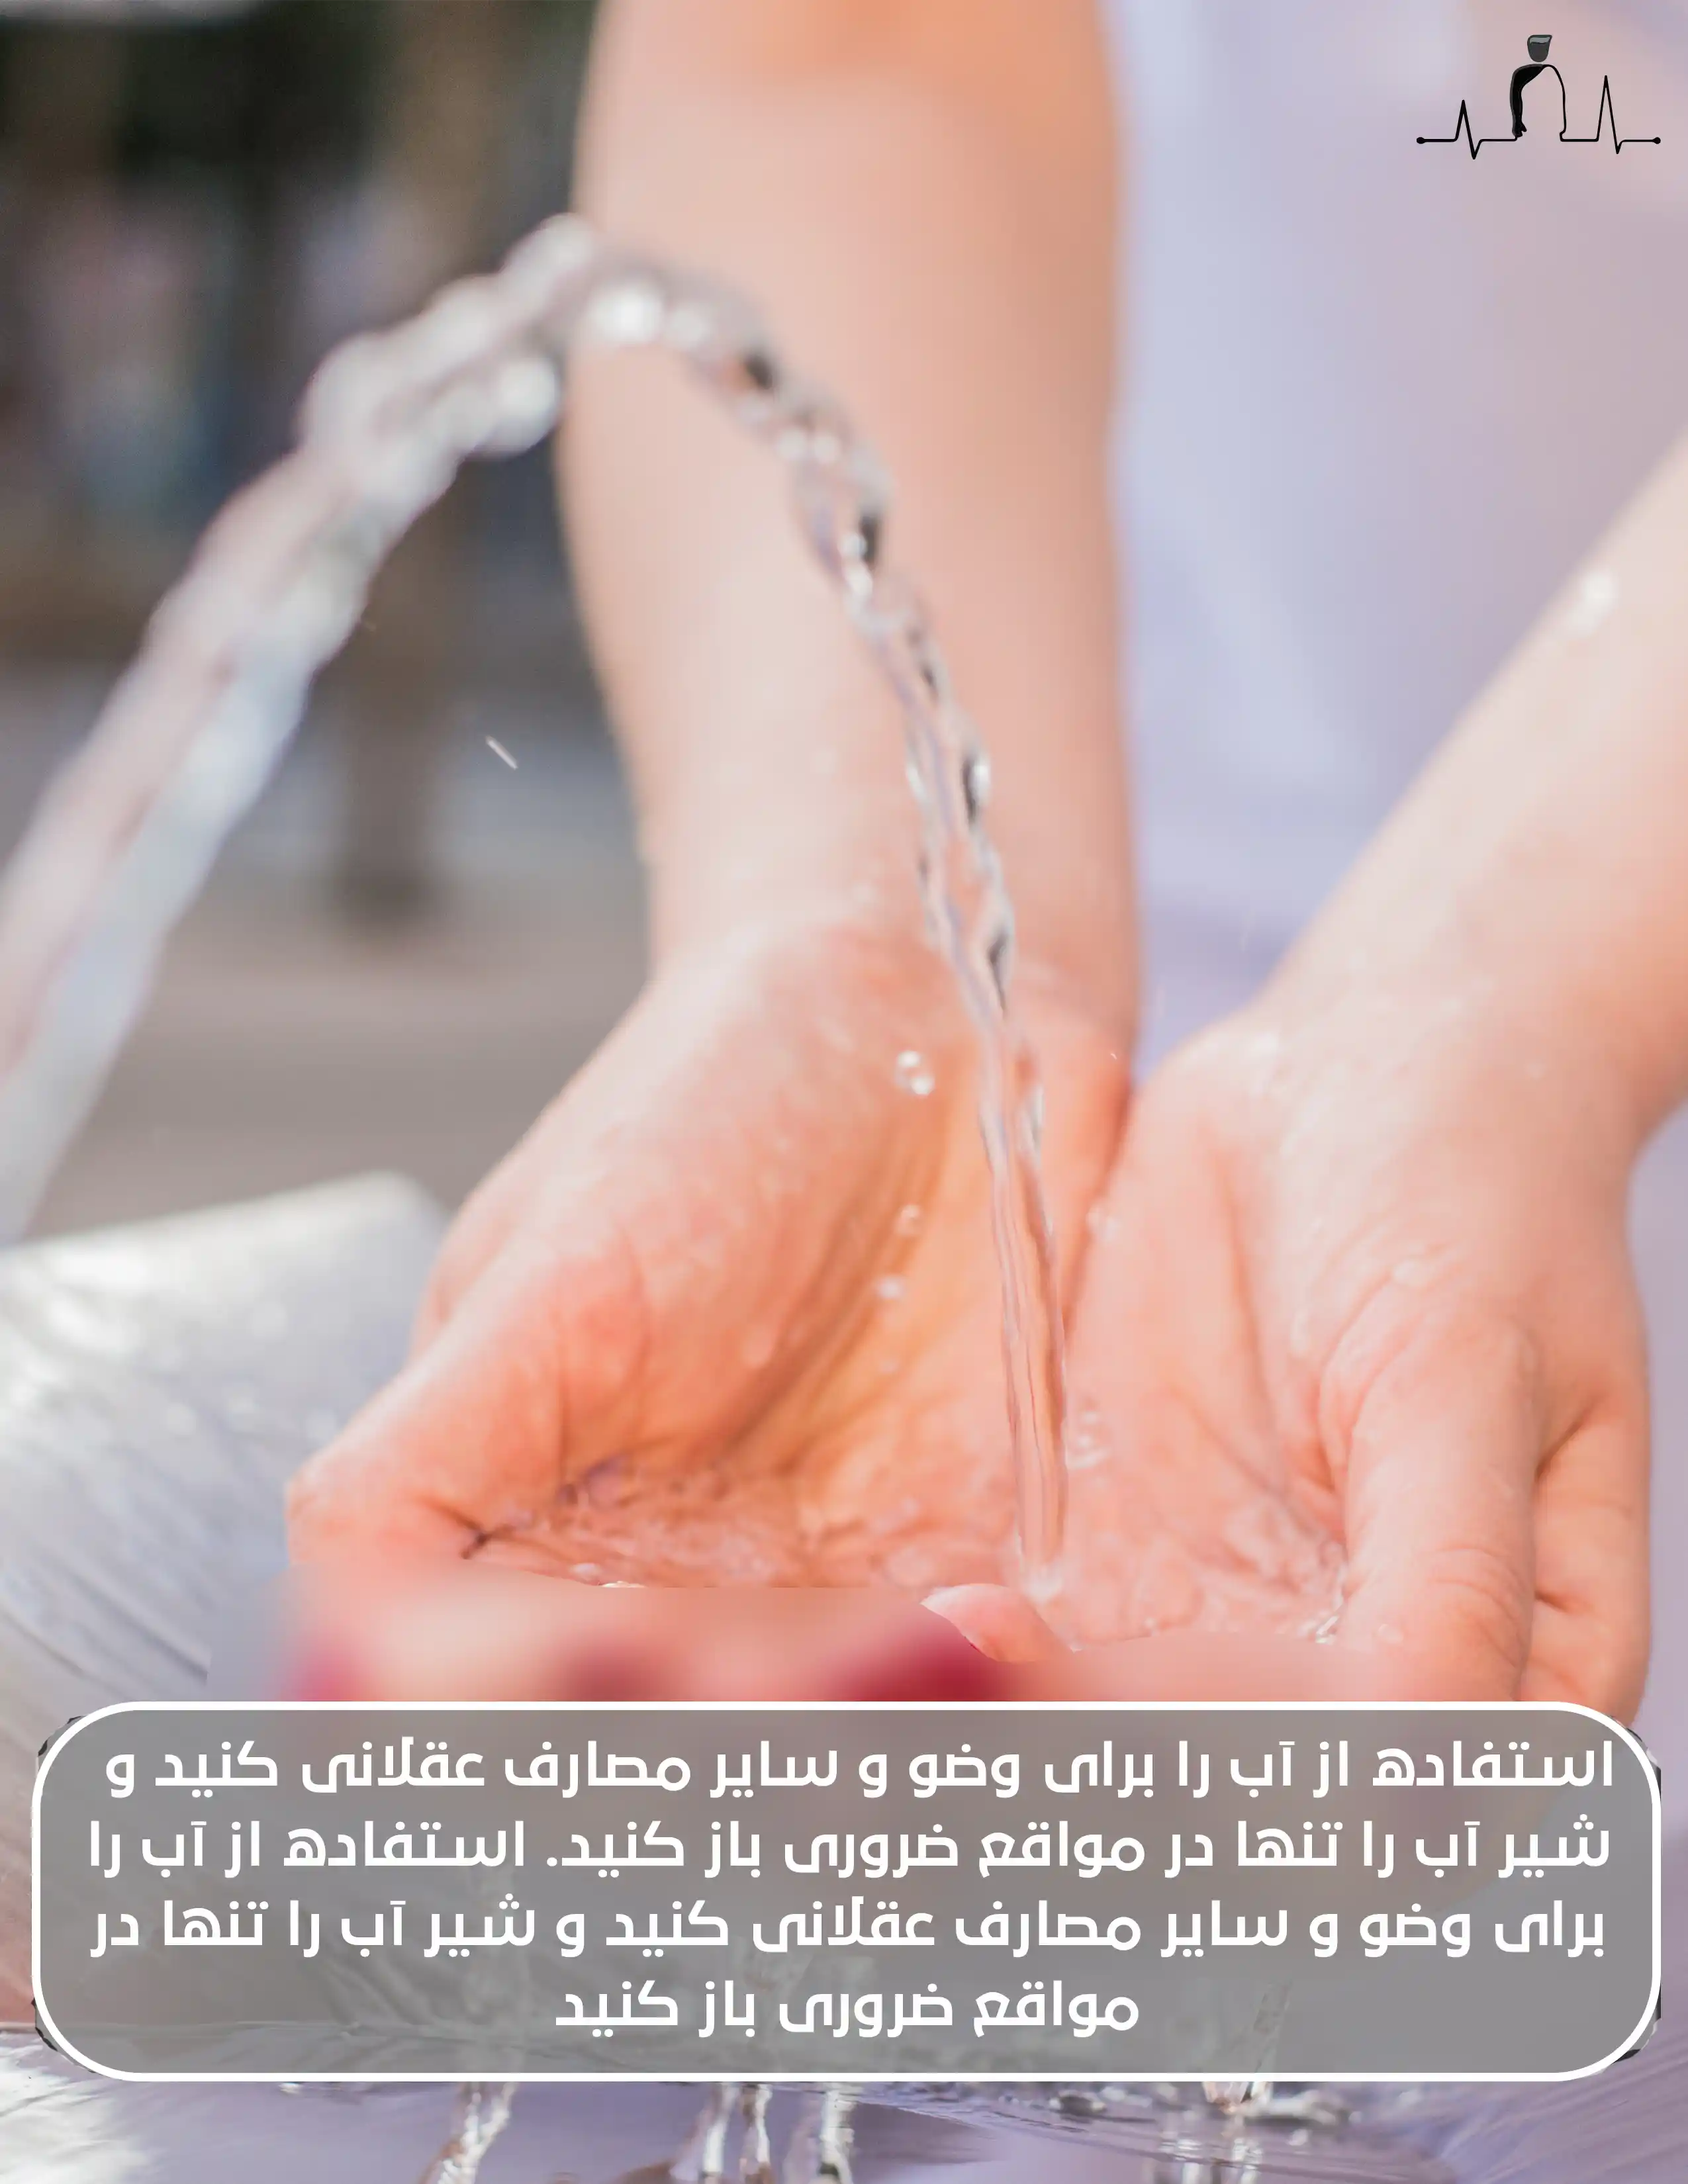 استفاده از آب را برای وضو و سایر مصارف عقلانی کنید و
شیر آب را تنها در مواقع ضروری باز کنید. استفاده از آب را
برای وضو و سایر مصارف عقلانی کنید و شیر آب را تنها در
مواقع ضروری باز کنید